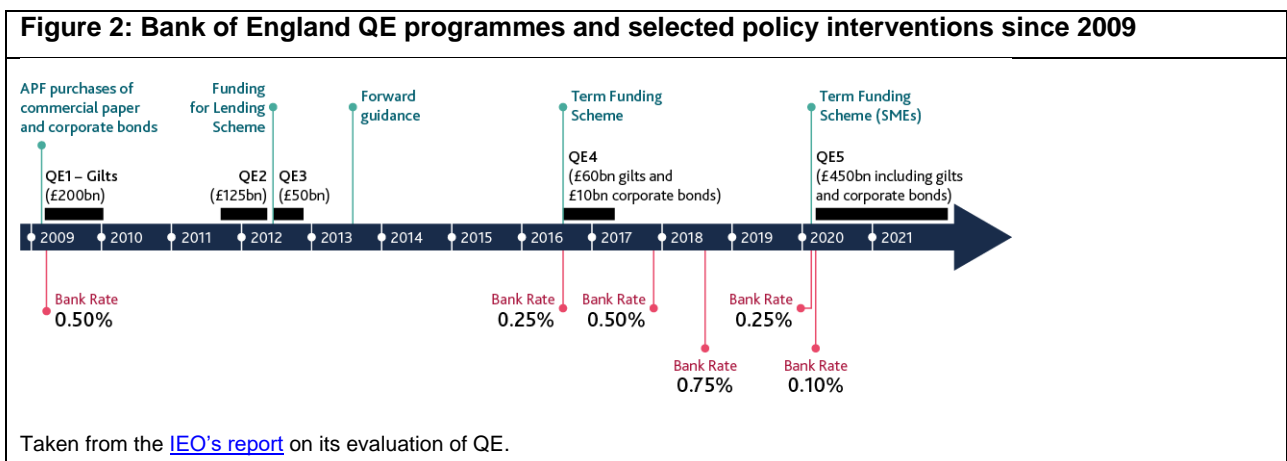 Figure 2: Bank of England QE programmes and selected policy interventions since 2009
APF purchases of
commercial paper
and corporate bonds
Funding
for Lending
Scheme
Forward
guidance
Term Funding
Scheme
Term Funding
Scheme (SMEs)
QE1 – Gilts
(£200bn)
QE2
(£125bn)
QE3
(£50bn)
QE4
(£60bn gilts and
£10bn corporate bonds)
QE5
(£450bn including gilts
and corporate bonds)
2009 2010 2011 2012 2013 2014 2015 2016 2017 2018 2019 2020 2021
Bank Rate
0.50%
Bank Rate
0.25%
Bank Rate
0.50%
Bank Rate
0.75%
Bank Rate
0.25%
Bank Rate
0.10%
Taken from the IEO's report on its evaluation of QE.